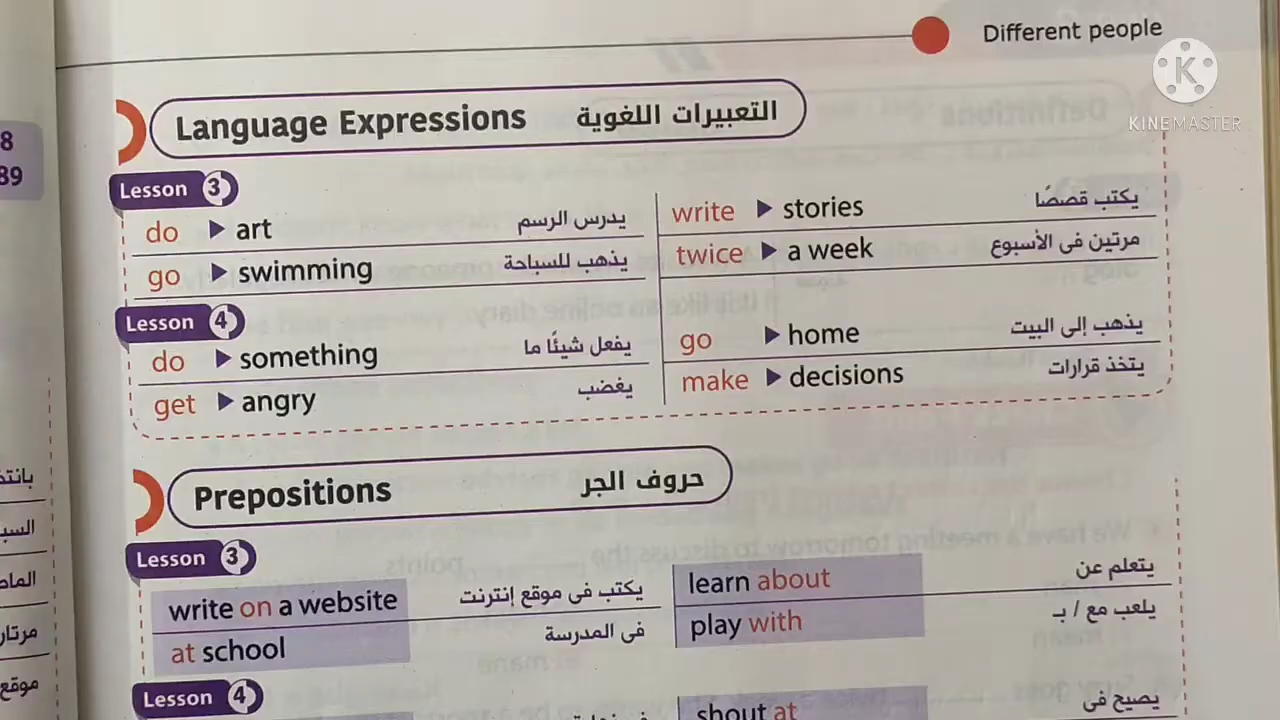 Different people
KINEMASTER
Language Expressions التعبيرات اللغوية
Lesson 3
do art يدرس الرسم
go swimming يذهب للسباحة
write stories يكتب قصصًا
twice a week مرتين فى الأسبوع
Lesson 4
do something يفعل شيئًا ما
get angry يغضب
go home يذهب إلى البيت
make decisions يتخذ قرارات
Prepositions حروف الجر
Lesson 3
write on a website يكتب فى موقع إنترنت
at school فى المدرسة
learn about يتعلم عن
play with يلعب مع / بـ
Lesson 4
shout at يصيح فى
8
89